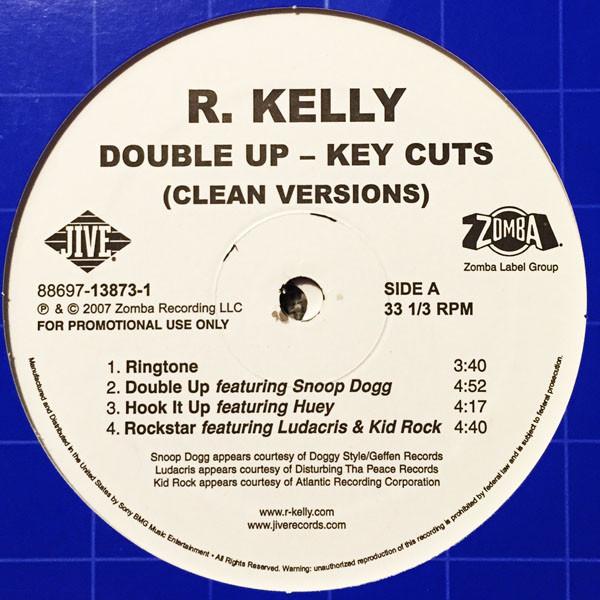 R. KELLY
DOUBLE UP – KEY CUTS
(CLEAN VERSIONS)
JIVE
ZOMBA
Zomba Label Group
88697-13873-1
℗ & © 2007 Zomba Recording LLC
FOR PROMOTIONAL USE ONLY
SIDE A
33 1/3 RPM
1. Ringtone 3:40
2. Double Up featuring Snoop Dogg 4:52
3. Hook It Up featuring Huey 4:17
4. Rockstar featuring Ludacris & Kid Rock 4:40
Snoop Dogg appears courtesy of Doggy Style/Geffen Records
Ludacris appears courtesy of Disturbing Tha Peace Records
Kid Rock appears courtesy of Atlantic Recording Corporation
www.r-kelly.com
www.jiverecords.com
Manufactured and Distributed in the United States by Sony BMG Music Entertainment • All Rights Reserved. Warning: unauthorized reproduction of this recording is prohibited by federal law and is subject to federal prosecution.